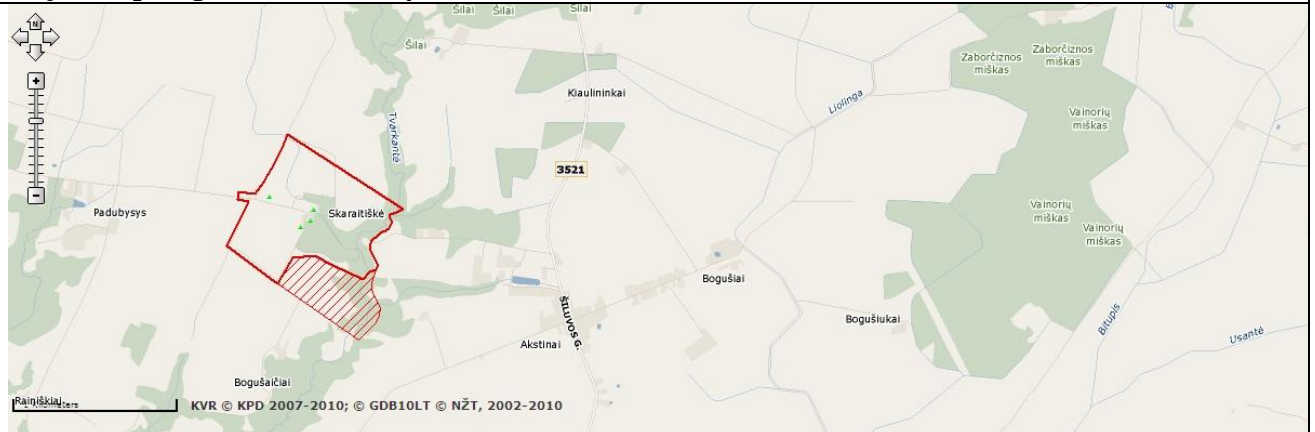 Šilai
Šilai
Šilai
Šilai
N
Zaborčiznos
miškas
Zaborčiznos
miškas
Kiaulininkai
Liolinga
Vainorių
miškas
Tvarkantė
3521
Padubysys
Skaraitiškė
Vainorių
miškas
Vainorių
miškas
Bogušiai
ŠILUVOS G.
Bogušiukai
Bitupis
Usantė
Akstinai
Bogušaičiai
Rainiškiai
KVR © KPD 2007-2010; © GDB10LT © NŽT, 2002-2010